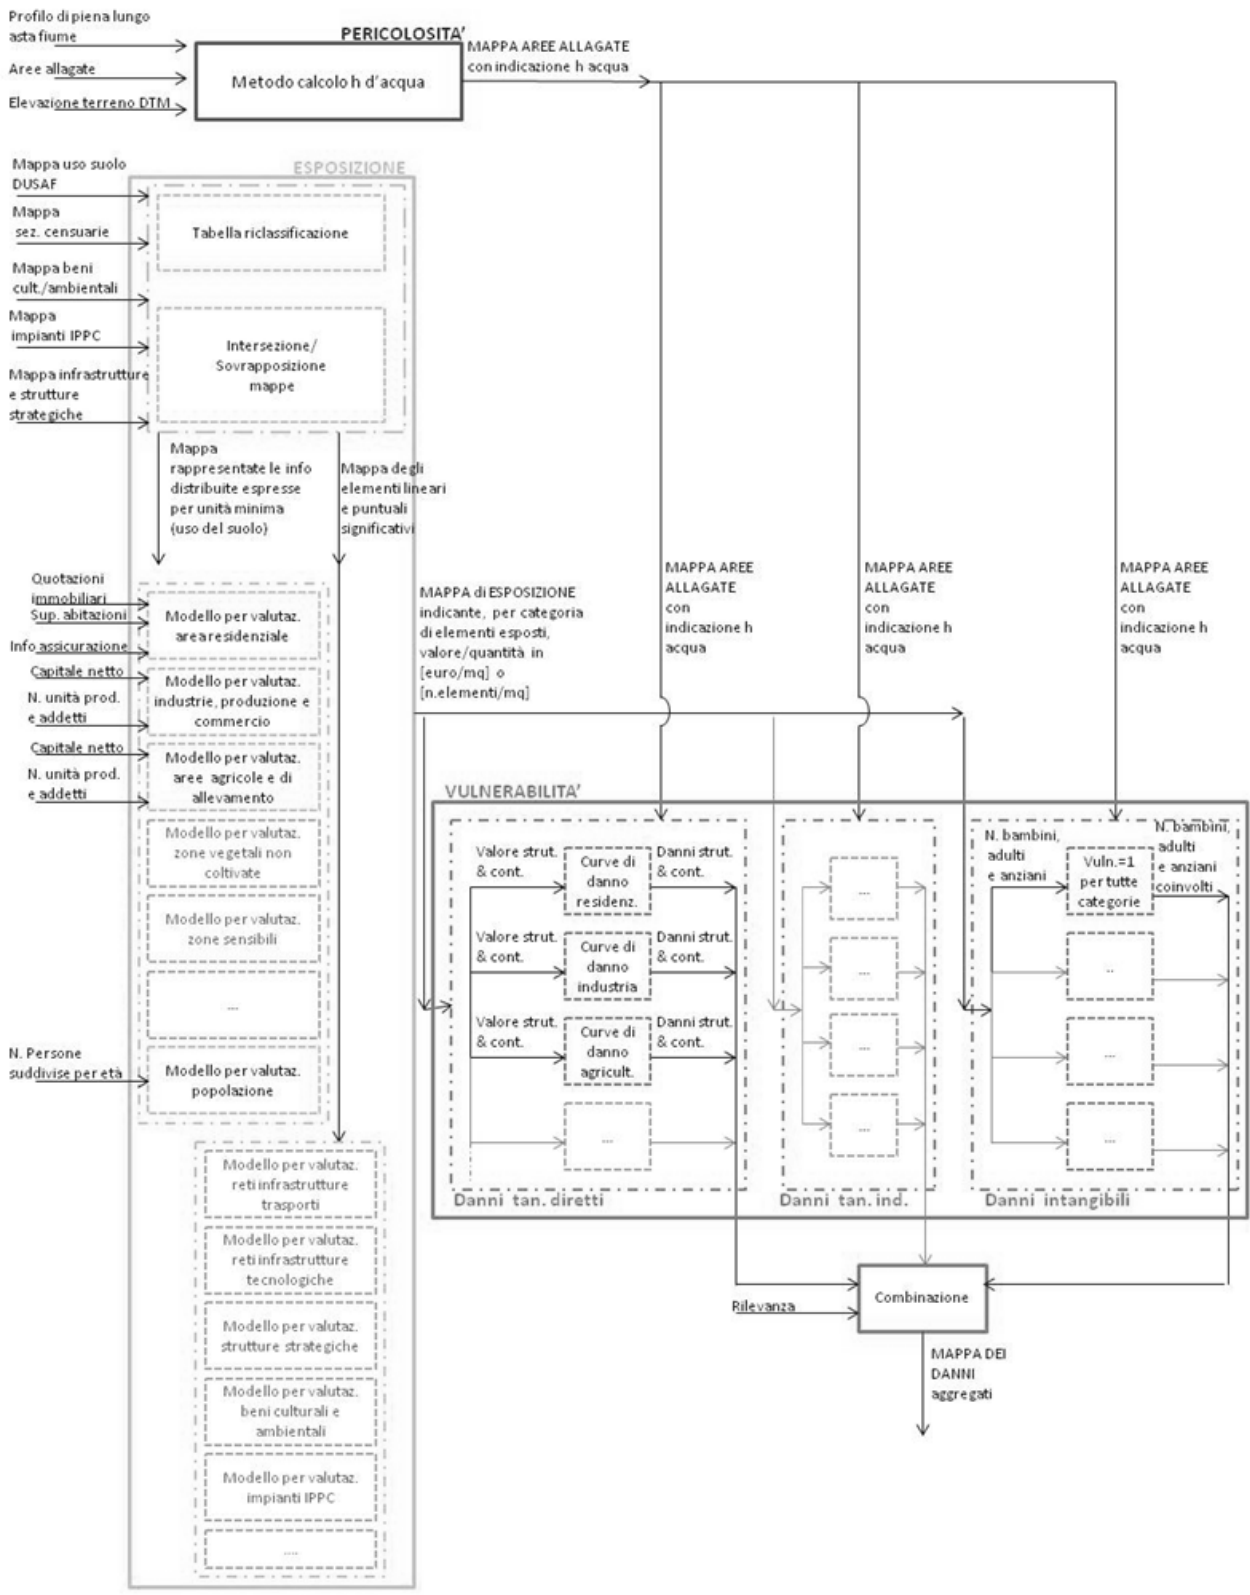 Profilo di piena lungo
asta fiume
Aree allagate
Elevazione terreno DTM
PERICOLOSITA’
Metodo calcolo h d’acqua
MAPPA AREE ALLAGATE
con indicazione h acqua
ESPOSIZIONE
Mappa uso suolo
DUSAF
Mappa
sez. censuarie
Mappa beni
cult./ambientali
Mappa
impianti IPPC
Mappa infrastrutture
e strutture
strategiche
Tabella riclassificazione
Intersezione/
Sovrapposizione
mappe
Mappa
rappresentate le info
distribuite espresse
per unità minima
(uso del suolo)
Mappa degli
elementi lineari
e puntuali
significativi
Quotazioni
immobiliari
Sup. abitazioni
Info assicurazione
Capitale netto
N. unità prod.
e addetti
Capitale netto
N. unità prod.
e addetti
N. Persone
suddivise per età
Modello per valutaz.
area residenziale
Modello per valutaz.
industrie, produzione e
commercio
Modello per valutaz.
aree agricole e di
allevamento
Modello per valutaz.
zone vegetali non
coltivate
Modello per valutaz.
zone sensibili
...
Modello per valutaz.
popolazione
Modello per valutaz.
reti infrastrutture
trasporti
Modello per valutaz.
reti infrastrutture
tecnologiche
Modello per valutaz.
strutture strategiche
Modello per valutaz.
beni culturali e
ambientali
Modello per valutaz.
impianti IPPC
....
MAPPA di ESPOSIZIONE
indicante, per categoria
di elementi esposti,
valore/quantità in
[euro/mq] o
[n.elementi/mq]
MAPPA AREE
ALLAGATE
con
indicazione h
acqua
MAPPA AREE
ALLAGATE
con
indicazione h
acqua
MAPPA AREE
ALLAGATE
con
indicazione h
acqua
VULNERABILITA’
Valore strut.
& cont.
Curve di
danno
residenz.
Danni strut.
& cont.
Valore strut.
& cont.
Curve di
danno
industria
Danni strut.
& cont.
Valore strut.
& cont.
Curve di
danno
agricult.
Danni strut.
& cont.
...
Danni tan. diretti
...
...
...
...
Danni tan. ind.
N. bambini,
adulti
e anziani
Vuln.=1
per tutte
categorie
N. bambini,
adulti
e anziani
coinvolti
..
...
...
Danni intangibili
Rilevanza
Combinazione
MAPPA DEI
DANNI
aggregati